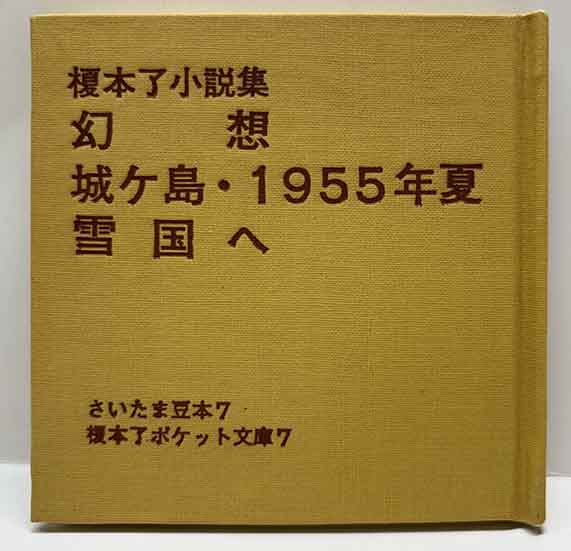 榎本了小説集
幻想
城ケ島・1955年夏
雪国へ
さいたま豆本7
榎本了ポケット文庫7